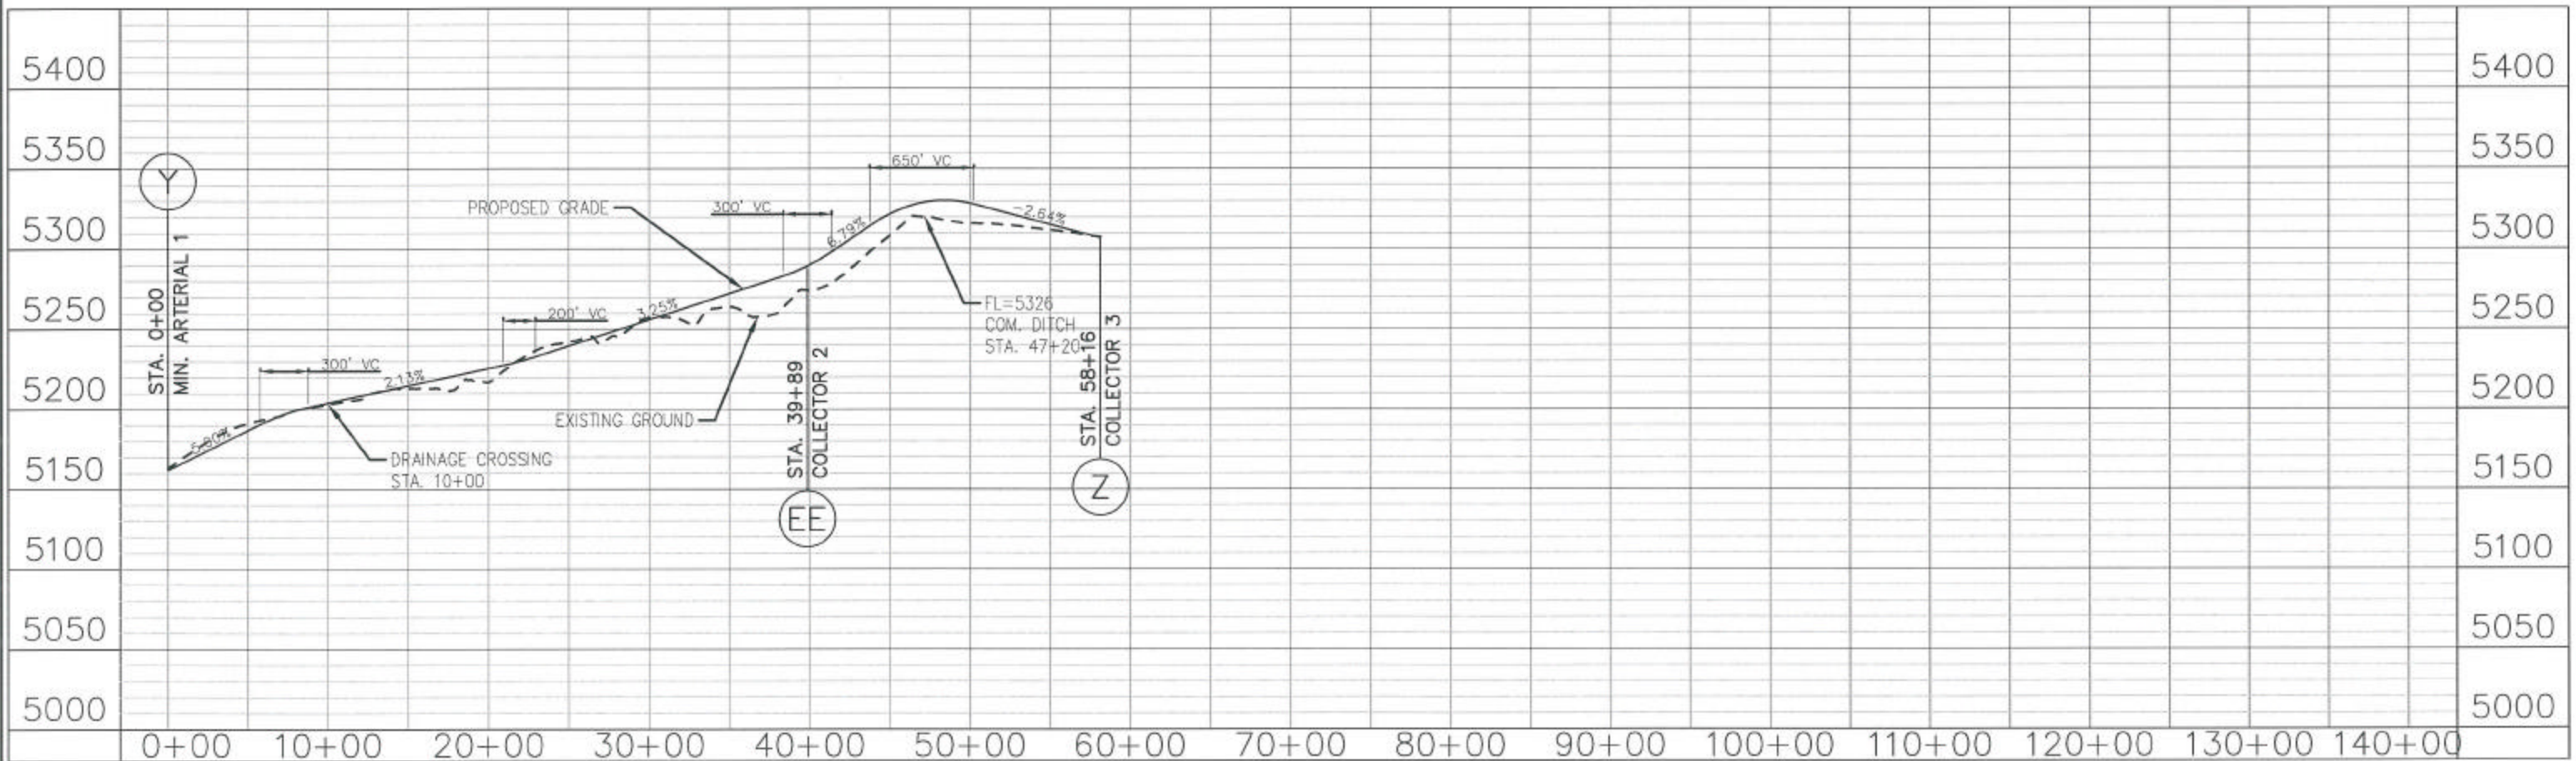 5400
5350
5300
5250
5200
5150
5100
5050
5000
5400
5350
5300
5250
5200
5150
5100
5050
5000
Y
STA. 0+00
MIN. ARTERIAL 1
5.00%
300' VC
DRAINAGE CROSSING
STA. 10+00
2.13%
200' VC
3.25%
PROPOSED GRADE
EXISTING GROUND
300' VC
STA. 39+89
COLLECTOR 2
EE
6.79%
650' VC
FL=5326
COM. DITCH
STA. 47+20
-2.64%
STA. 58+16
COLLECTOR 3
Z
0+00 10+00 20+00 30+00 40+00 50+00 60+00 70+00 80+00 90+00 100+00 110+00 120+00 130+00 140+00